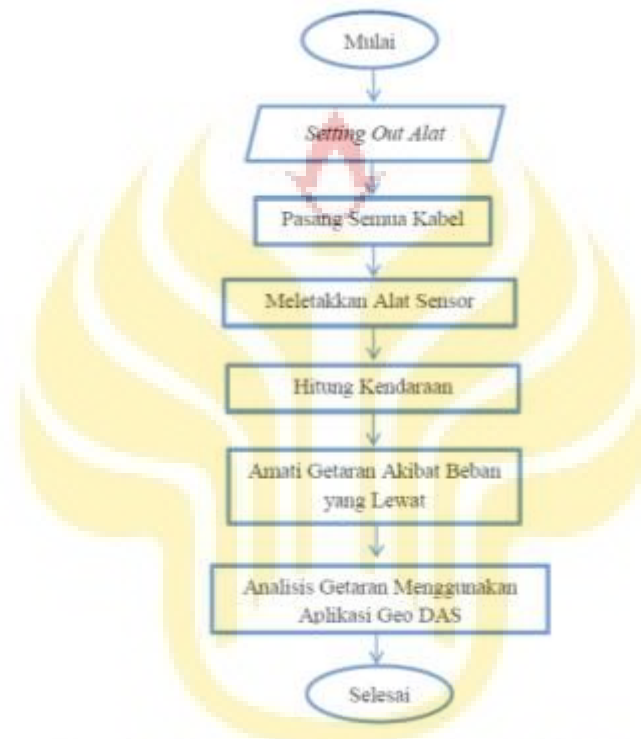 Mulai
Setting Out Alat
Pasang Semua Kabel
Meletakkan Alat Sensor
Hitung Kendaraan
Amati Getaran Akibat Beban
yang Lewat
Analisis Getaran Menggunakan
Aplikasi Geo DAS
Selesai